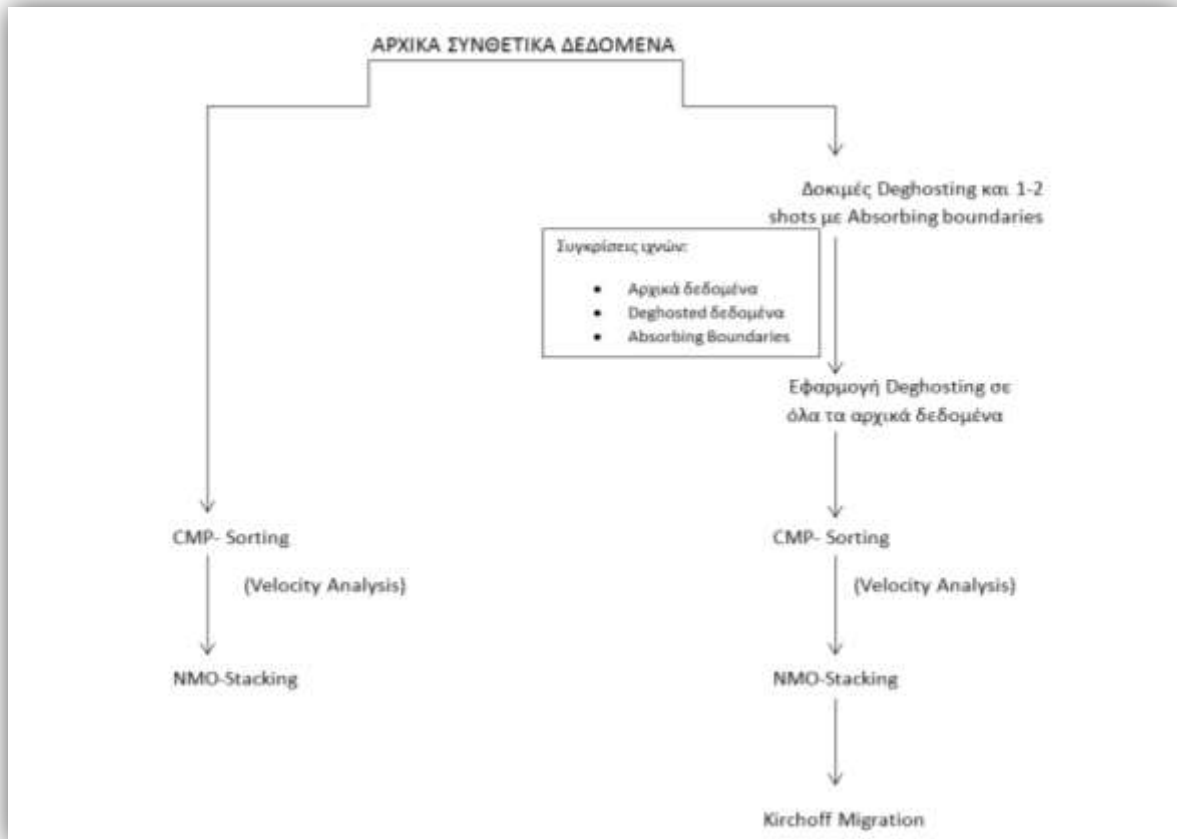 ΑΡΧΙΚΑ ΣΥΝΘΕΤΙΚΑ ΔΕΔΟΜΕΝΑ
Δοκιμές Deghosting και 1-2
shots με Absorbing boundaries
Συγκρίσεις ιχνών:
• Αρχικά δεδομένα
• Deghosted δεδομένα
• Absorbing Boundaries
Εφαρμογή Deghosting σε
όλα τα αρχικά δεδομένα
CMP- Sorting
(Velocity Analysis)
NMO-Stacking
CMP- Sorting
(Velocity Analysis)
NMO-Stacking
Kirchoff Migration